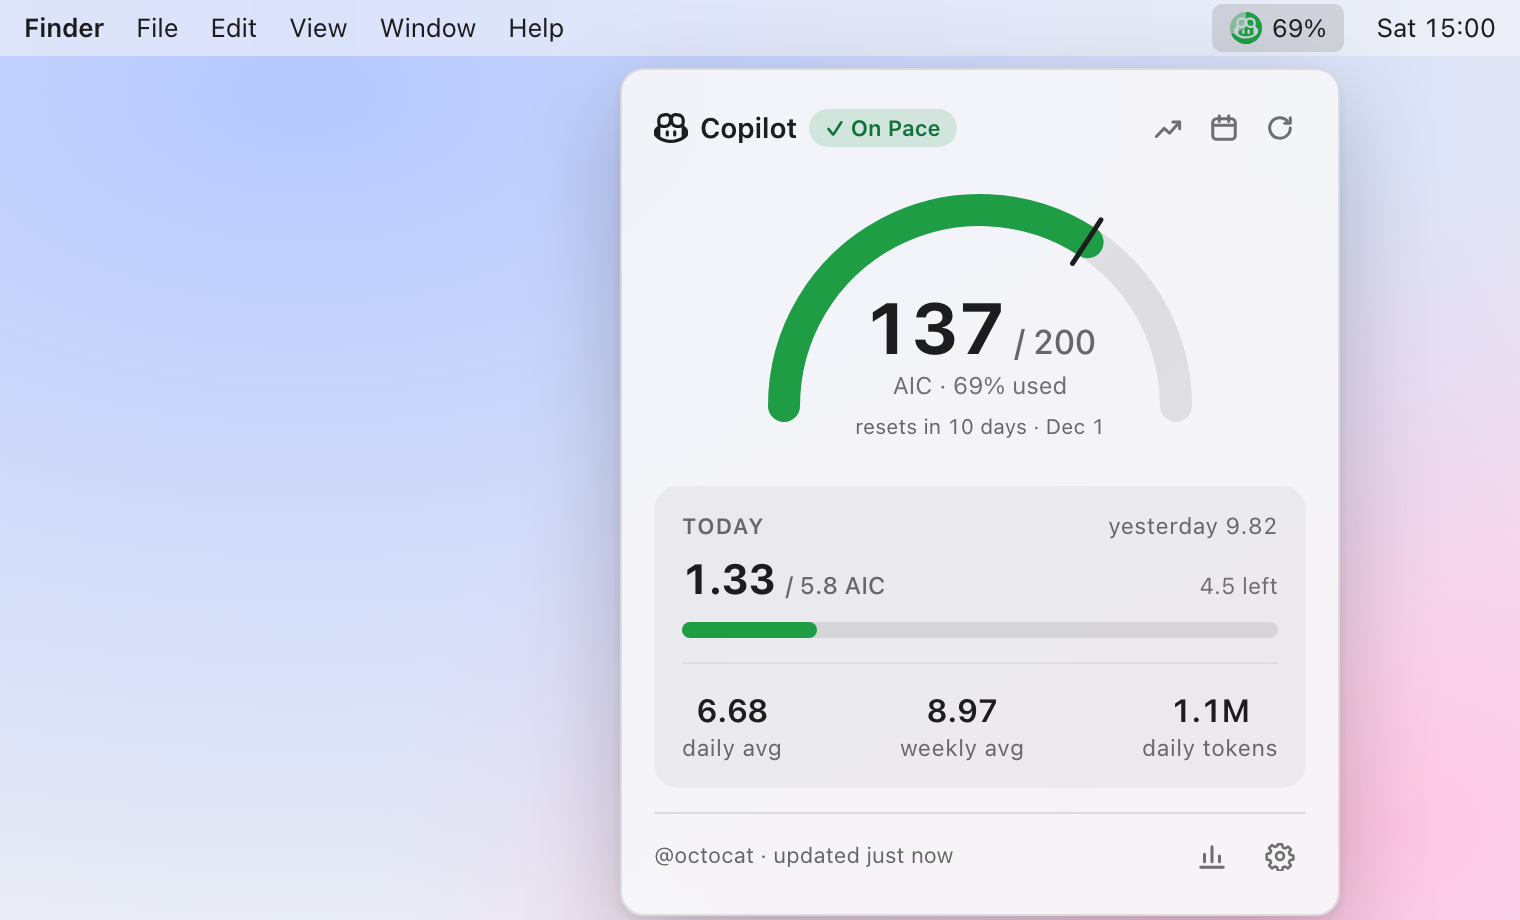 Finder File Edit View Window Help 69% Sat 15:00
Copilot On Pace
137 / 200
AIC · 69% used
resets in 10 days · Dec 1
TODAY yesterday 9.82
1.33 / 5.8 AIC 4.5 left
6.68 8.97 1.1M
daily avg weekly avg daily tokens
@octocat · updated just now